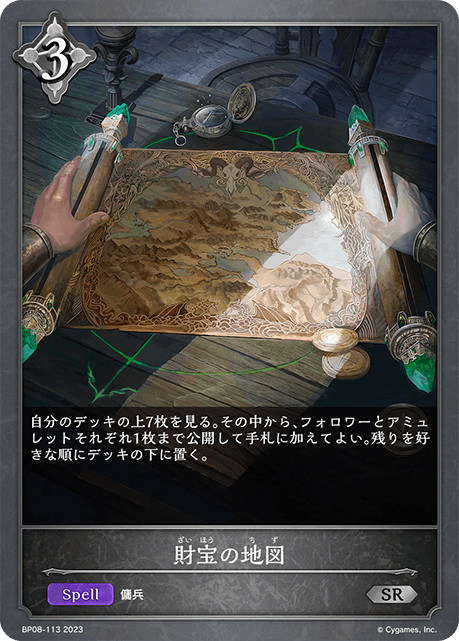 3
自分のデッキの上7枚を見る。その中から、フォロワーとアミュ
レットそれぞれ1枚まで公開して手札に加えてよい。残りを好
きな順にデッキの下に置く。
ざいほう ちず
財宝の地図
Spell 傭兵 SR
BP08-113 2023 © Cygames, Inc.